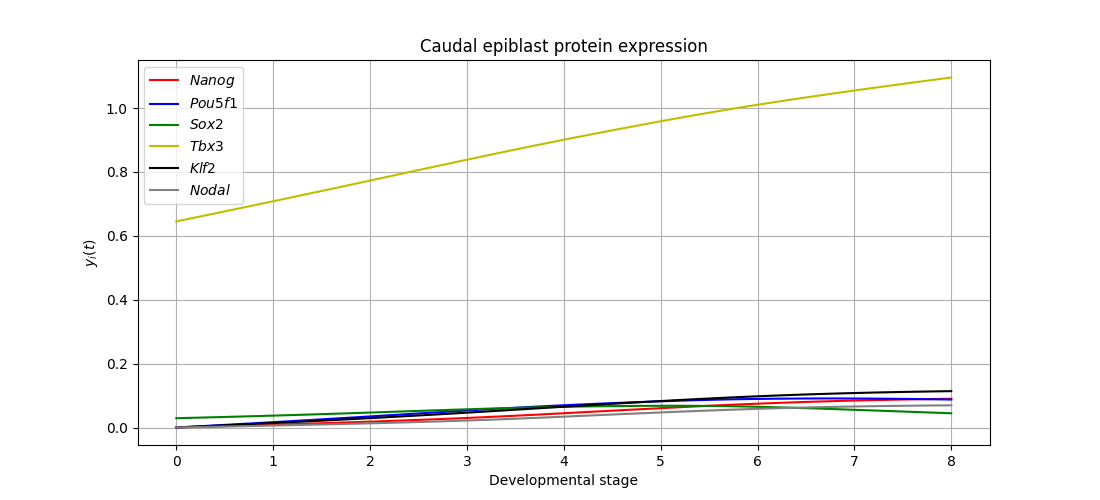 Caudal epiblast protein expression
Nanog
Pou5f1
Sox2
Tbx3
Klf2
Nodal
1.0
0.8
0.6
0.4
0.2
0.0
y_i(t)
0 1 2 3 4 5 6 7 8
Developmental stage